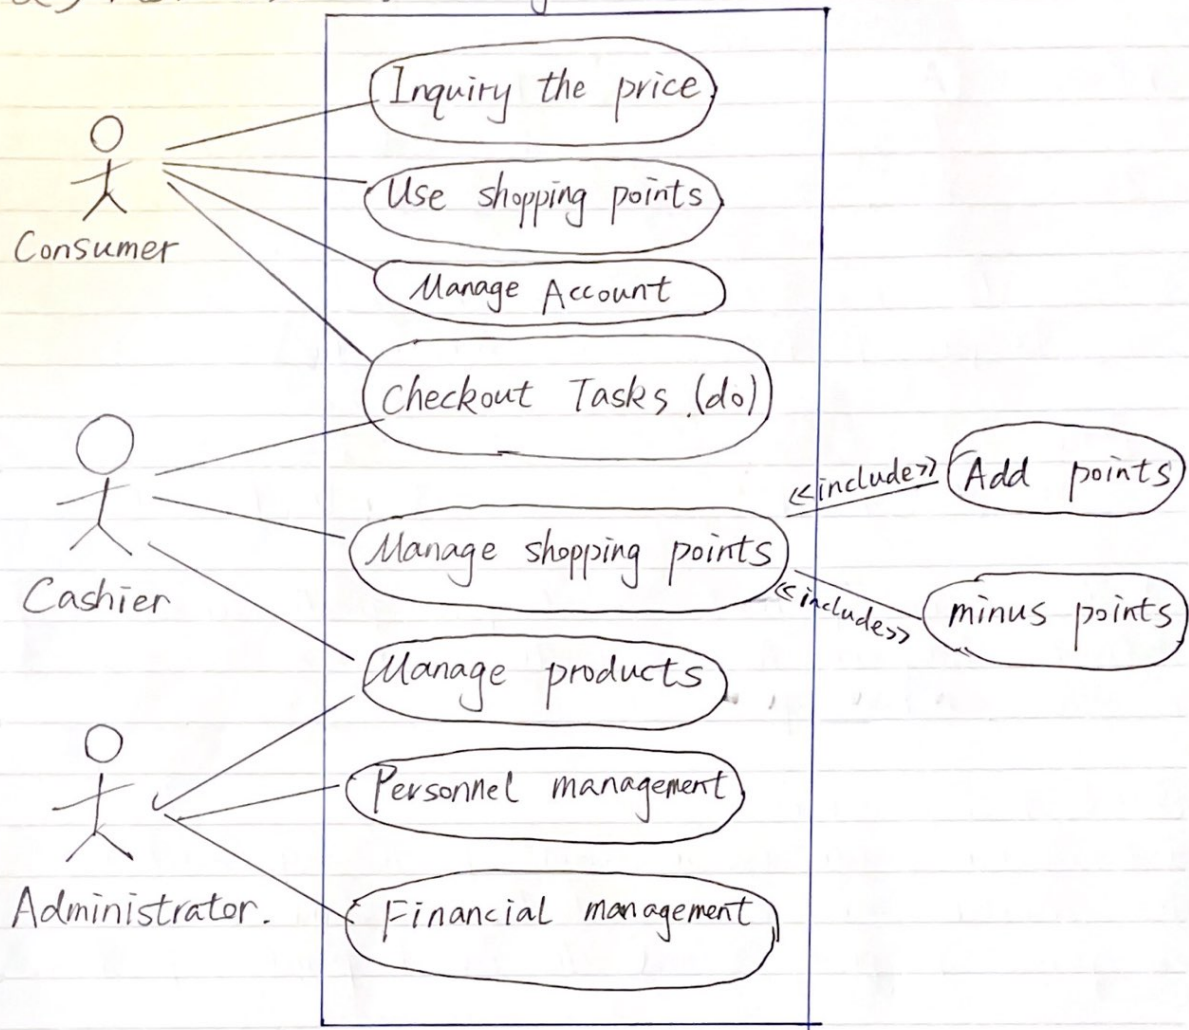 Inquiry the price
Use shopping points
Manage Account
Consumer
Checkout Tasks.(do)
<<include>>
Add points
Manage shopping points
<<include>>
minus points
Cashier
Manage products
Personnel management
Financial management
Administrator.